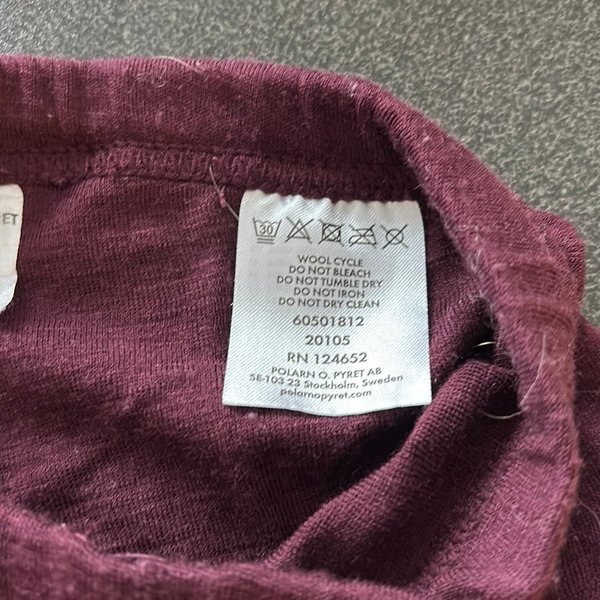 ET
30
WOOL CYCLE
DO NOT BLEACH
DO NOT TUMBLE DRY
DO NOT IRON
DO NOT DRY CLEAN
60501812
20105
RN 124652
POLARN O. PYRET AB
SE-103 23 Stockholm, Sweden
polarnopyret.com